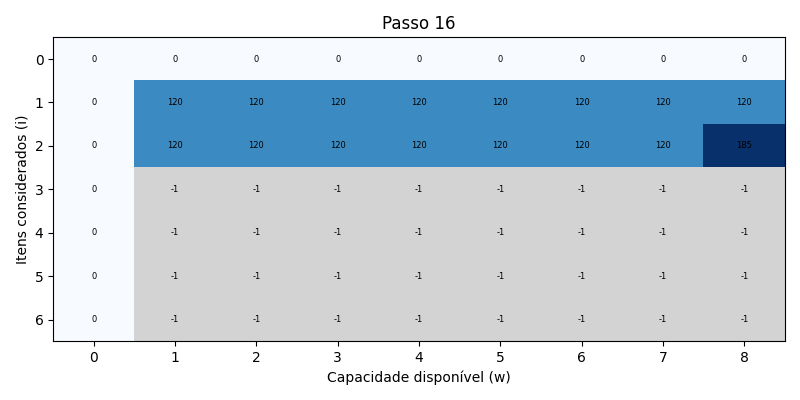 Passo 16
0 0 0 0 0 0 0 0 0 0
1 0 120 120 120 120 120 120 120 120
2 0 120 120 120 120 120 120 120 185
3 0 -1 -1 -1 -1 -1 -1 -1 -1
4 0 -1 -1 -1 -1 -1 -1 -1 -1
5 0 -1 -1 -1 -1 -1 -1 -1 -1
6 0 -1 -1 -1 -1 -1 -1 -1 -1
0 1 2 3 4 5 6 7 8
Itens considerados (i)
Capacidade disponível (w)